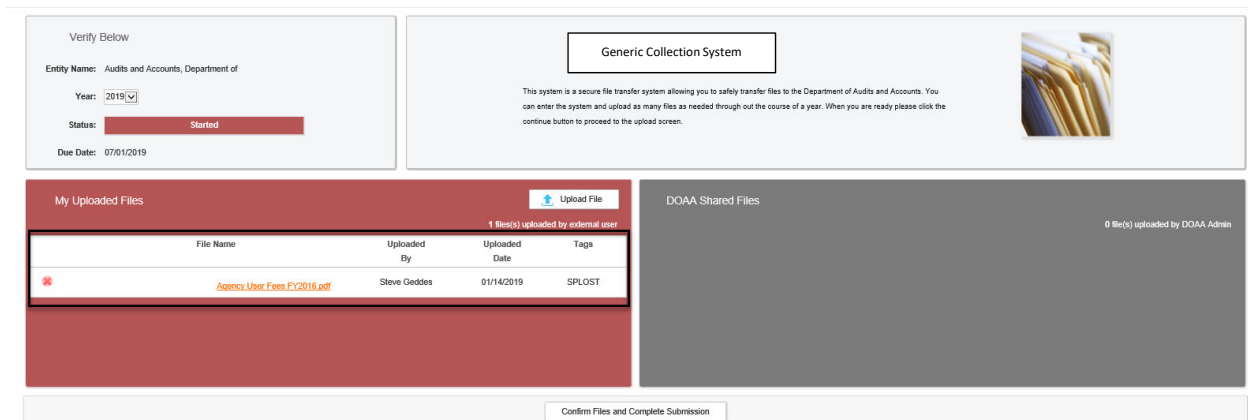 Verify Below
Entity Name: Audits and Accounts, Department of
Year: 2019
Status: Started
Due Date: 07/01/2019
Generic Collection System
This system is a secure file transfer system allowing you to safely transfer files to the Department of Audits and Accounts. You
can enter the system and upload as many files as needed through out the course of a year. When you are ready please click the
continue button to proceed to the upload screen.
My Uploaded Files
Upload File
1 files(s) uploaded by external user
File Name Uploaded By Uploaded Date Tags
Agency User Fees FY2016.pdf Steve Geddes 01/14/2019 SPLOST
DOAA Shared Files
0 file(s) uploaded by DOAA Admin
Confirm Files and Complete Submission